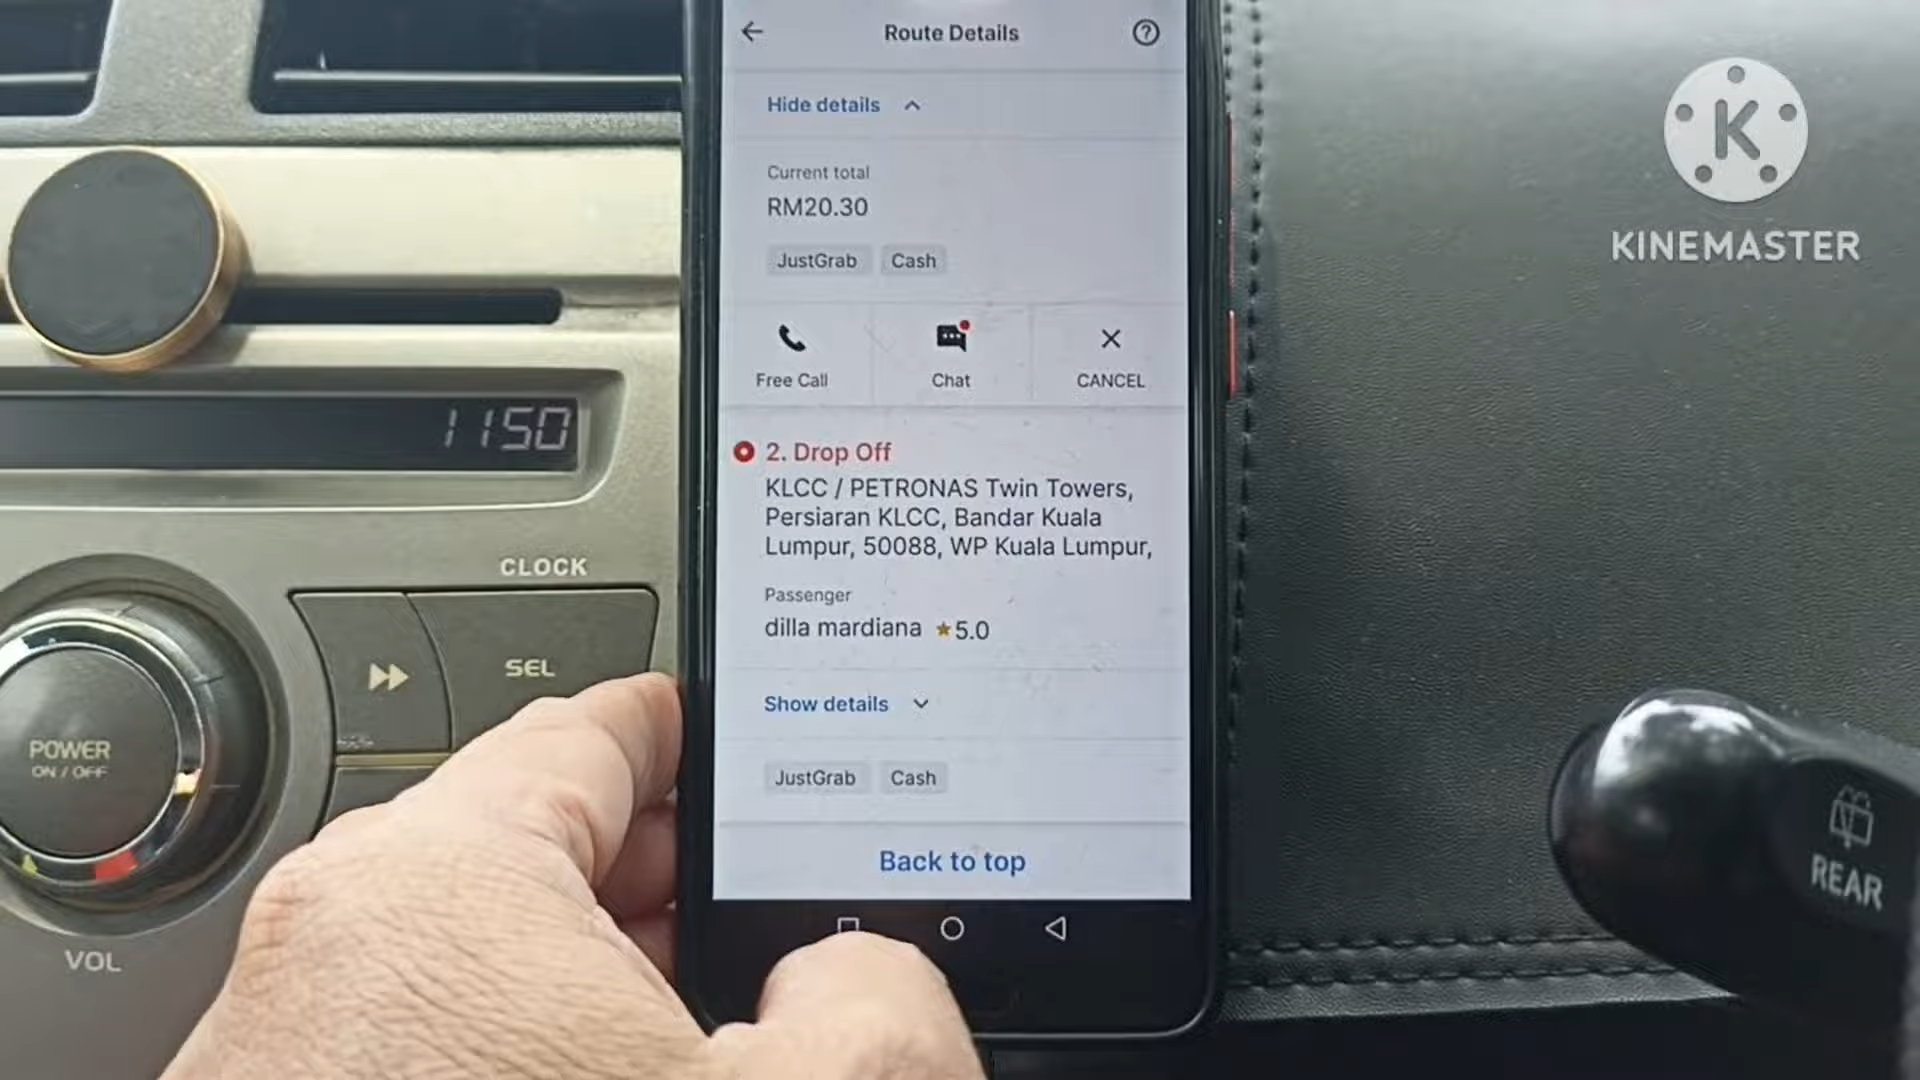 Route Details
Hide details
Current total
RM20.30
JustGrab Cash
Free Call Chat CANCEL
2. Drop Off
KLCC / PETRONAS Twin Towers,
Persiaran KLCC, Bandar Kuala
Lumpur, 50088, WP Kuala Lumpur,
Passenger
dilla mardiana ★5.0
Show details
JustGrab Cash
Back to top
1150
CLOCK
SEL
POWER
ON / OFF
VOL
K
KINEMASTER
REAR